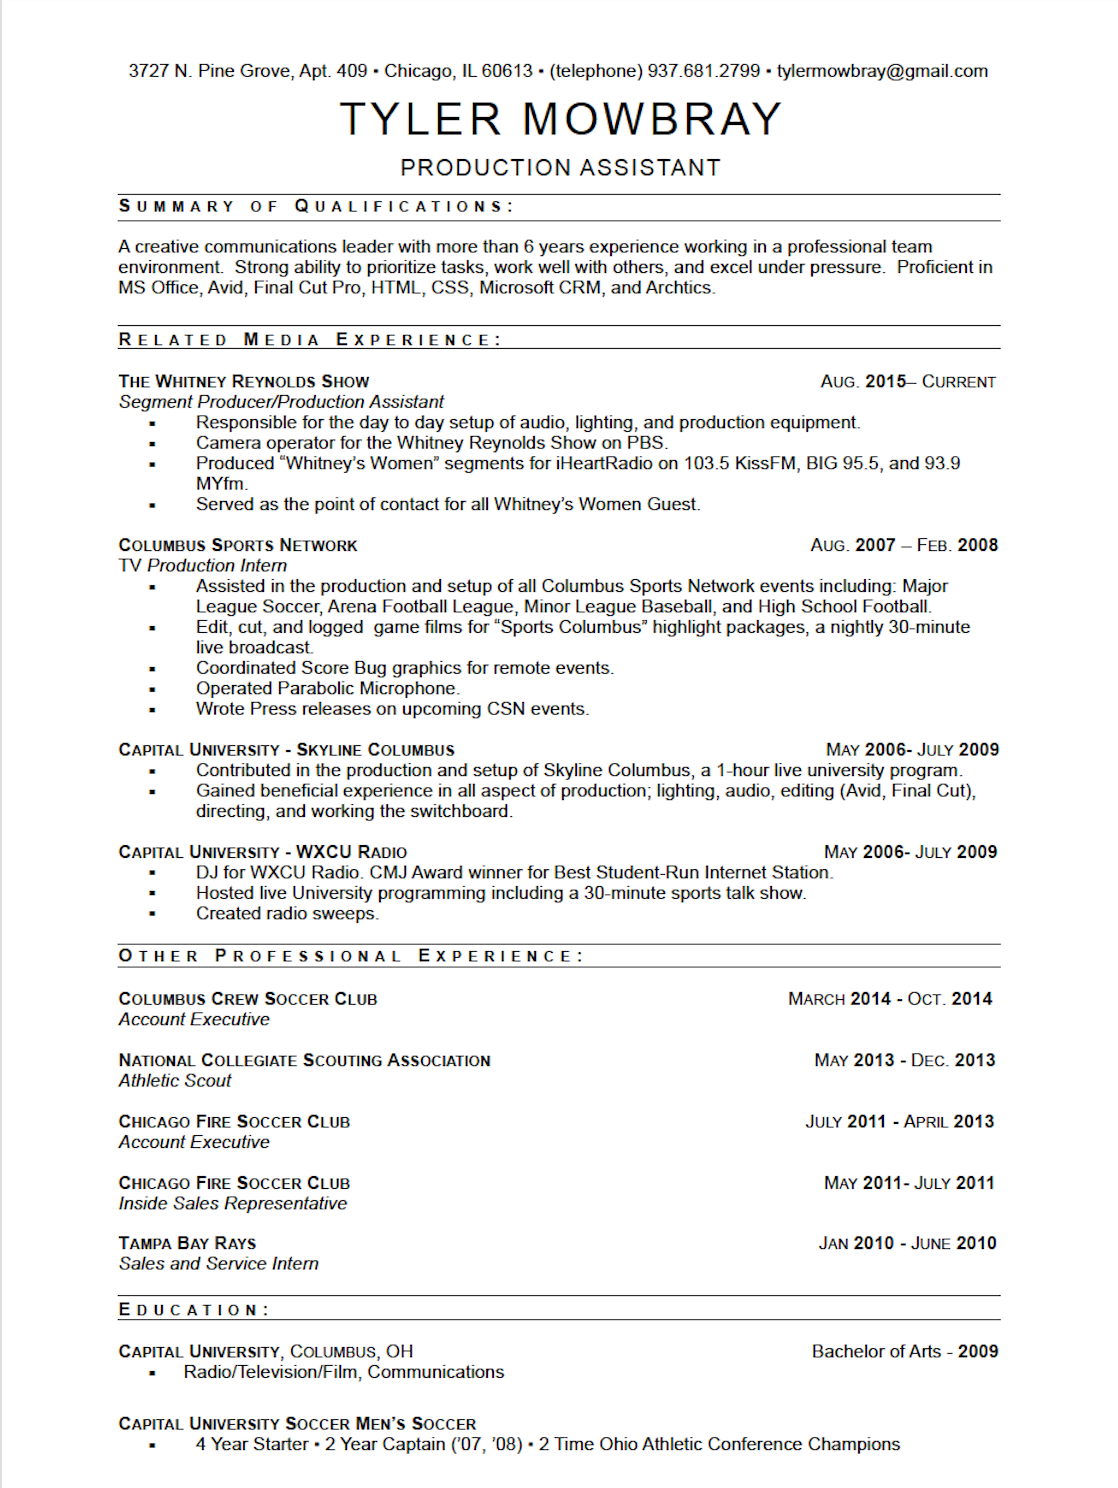 3727 N. Pine Grove, Apt. 409 ▪ Chicago, IL 60613 ▪ (telephone) 937.681.2799 ▪ tylermowbray@gmail.com
TYLER MOWBRAY
PRODUCTION ASSISTANT
SUMMARY OF QUALIFICATIONS:
A creative communications leader with more than 6 years experience working in a professional team
environment.  Strong ability to prioritize tasks, work well with others, and excel under pressure.  Proficient in
MS Office, Avid, Final Cut Pro, HTML, CSS, Microsoft CRM, and Archtics.
RELATED MEDIA EXPERIENCE:
THE WHITNEY REYNOLDS SHOW AUG. 2015– CURRENT
Segment Producer/Production Assistant
▪ Responsible for the day to day setup of audio, lighting, and production equipment.
▪ Camera operator for the Whitney Reynolds Show on PBS.
▪ Produced “Whitney’s Women” segments for iHeartRadio on 103.5 KissFM, BIG 95.5, and 93.9
MYfm.
▪ Served as the point of contact for all Whitney’s Women Guest.
COLUMBUS SPORTS NETWORK AUG. 2007 – FEB. 2008
TV Production Intern
▪ Assisted in the production and setup of all Columbus Sports Network events including: Major
League Soccer, Arena Football League, Minor League Baseball, and High School Football.
▪ Edit, cut, and logged  game films for “Sports Columbus” highlight packages, a nightly 30-minute
live broadcast.
▪ Coordinated Score Bug graphics for remote events.
▪ Operated Parabolic Microphone.
▪ Wrote Press releases on upcoming CSN events.
CAPITAL UNIVERSITY - SKYLINE COLUMBUS MAY 2006- JULY 2009
▪ Contributed in the production and setup of Skyline Columbus, a 1-hour live university program.
▪ Gained beneficial experience in all aspect of production; lighting, audio, editing (Avid, Final Cut),
directing, and working the switchboard.
CAPITAL UNIVERSITY - WXCU RADIO MAY 2006- JULY 2009
▪ DJ for WXCU Radio. CMJ Award winner for Best Student-Run Internet Station.
▪ Hosted live University programming including a 30-minute sports talk show.
▪ Created radio sweeps.
OTHER PROFESSIONAL EXPERIENCE:
COLUMBUS CREW SOCCER CLUB MARCH 2014 - OCT. 2014
Account Executive
NATIONAL COLLEGIATE SCOUTING ASSOCIATION MAY 2013 - DEC. 2013
Athletic Scout
CHICAGO FIRE SOCCER CLUB JULY 2011 - APRIL 2013
Account Executive
CHICAGO FIRE SOCCER CLUB MAY 2011- JULY 2011
Inside Sales Representative
TAMPA BAY RAYS JAN 2010 - JUNE 2010
Sales and Service Intern
EDUCATION:
CAPITAL UNIVERSITY, COLUMBUS, OH Bachelor of Arts - 2009
▪ Radio/Television/Film, Communications
CAPITAL UNIVERSITY SOCCER MEN’S SOCCER
▪ 4 Year Starter ▪ 2 Year Captain (’07, ’08) ▪ 2 Time Ohio Athletic Conference Champions